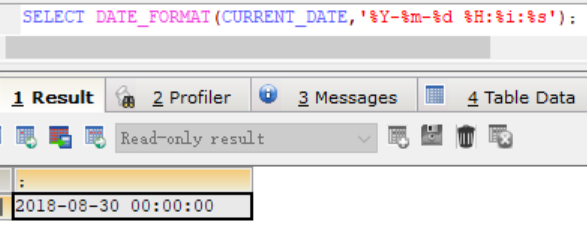 SELECT DATE_FORMAT(CURRENT_DATE,'%Y-%m-%d %H:%i:%s');
1 Result 2 Profiler 3 Messages 4 Table Data
Read-only result
:
2018-08-30 00:00:00